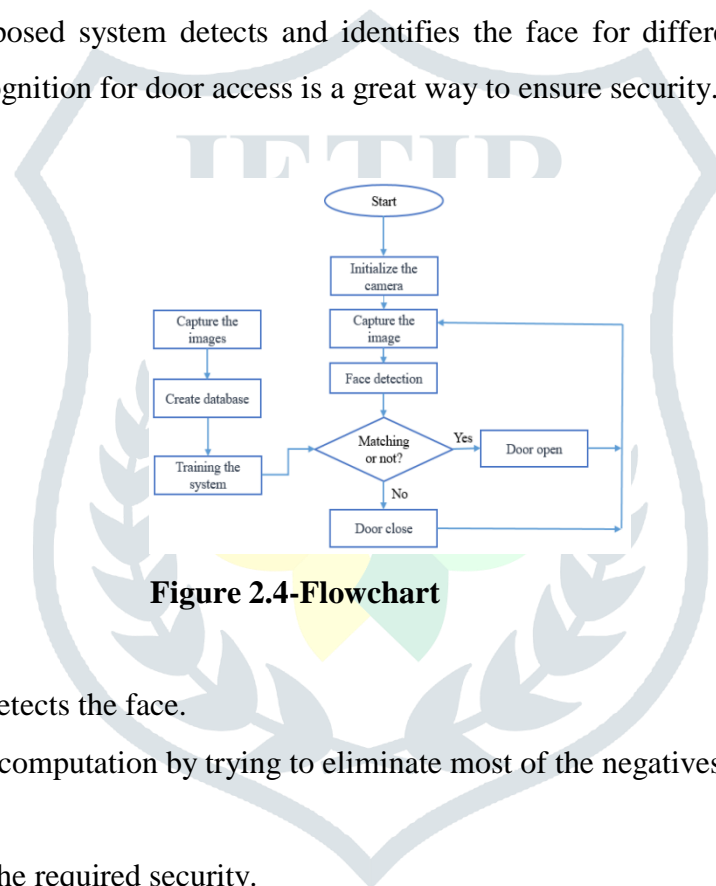 posed system detects and identifies the face for differe
ognition for door access is a great way to ensure security.
Start
Initialize the
camera
Capture the
images
Capture the
image
Face detection
Create database
Matching
or not?
Yes
Door open
Training the
system
No
Door close
Figure 2.4-Flowchart
etects the face.
computation by trying to eliminate most of the negatives
he required security.